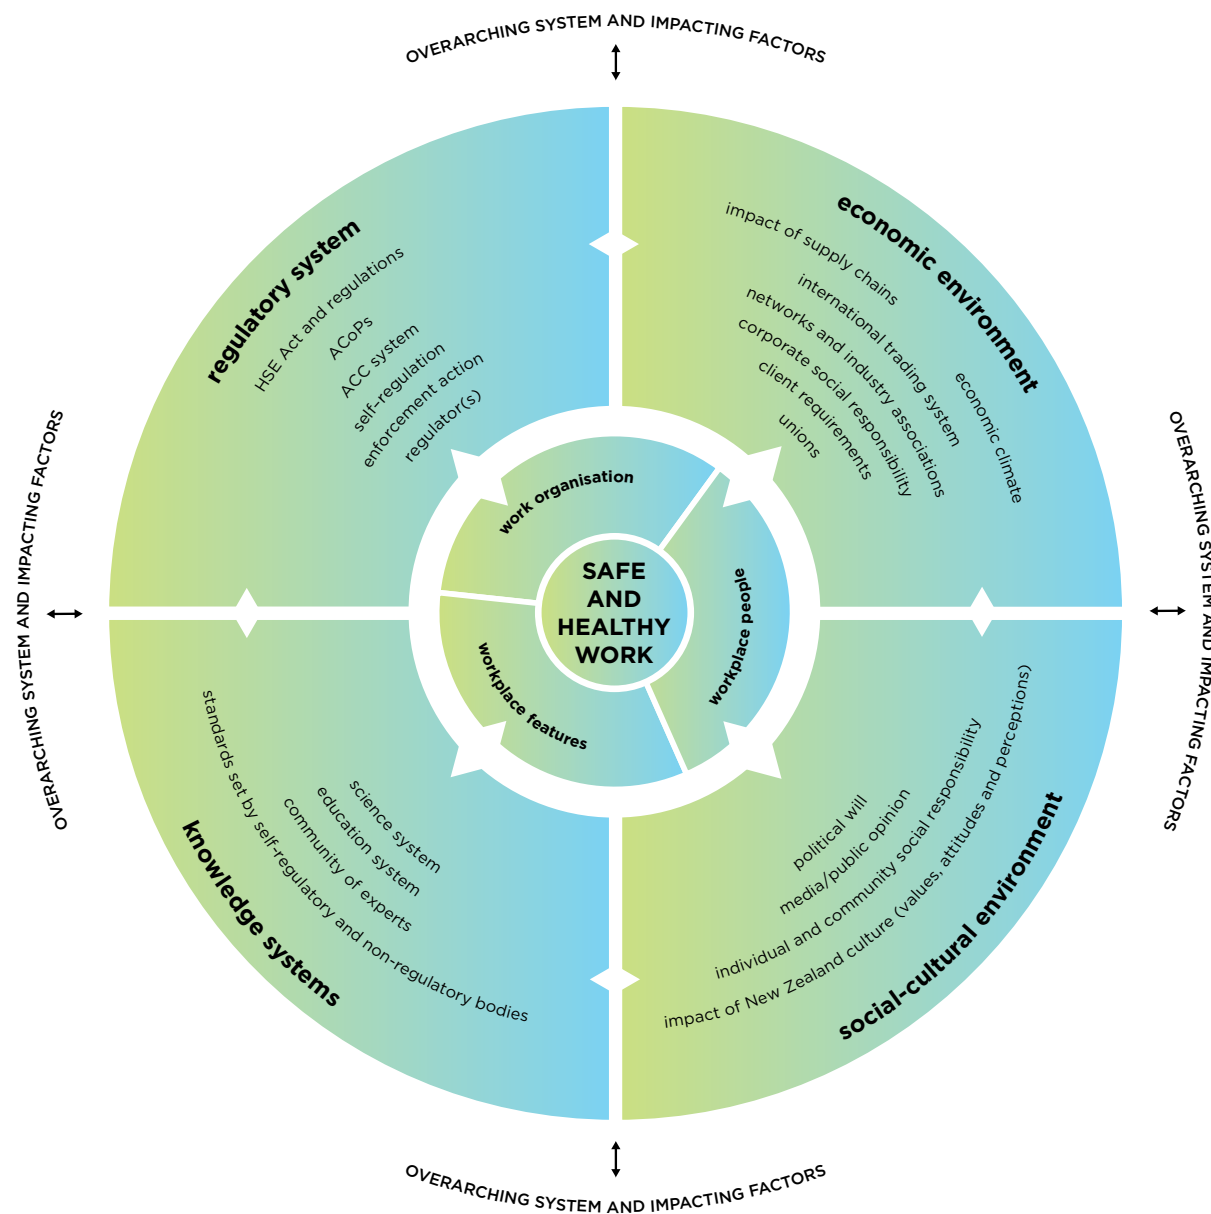 OVERARCHING SYSTEM AND IMPACTING FACTORS
regulatory system
HSE Act and regulations
ACoPs
ACC system
self-regulation
enforcement action
regulator(s)
economic environment
impact of supply chains
international trading system
economic climate
networks and industry associations
corporate social responsibility
client requirements
unions
OVERARCHING SYSTEM AND IMPACTING FACTORS
OVERARCHING SYSTEM AND IMPACTING FACTORS
work organisation
workplace people
workplace features
SAFE
AND
HEALTHY
WORK
knowledge systems
standards set by self-regulatory and non-regulatory bodies
community of experts
education system
science system
political will
media/public opinion
individual and community social responsibility
impact of New Zealand culture (values, attitudes and perceptions)
social-cultural environment
OVERARCHING SYSTEM AND IMPACTING FACTORS